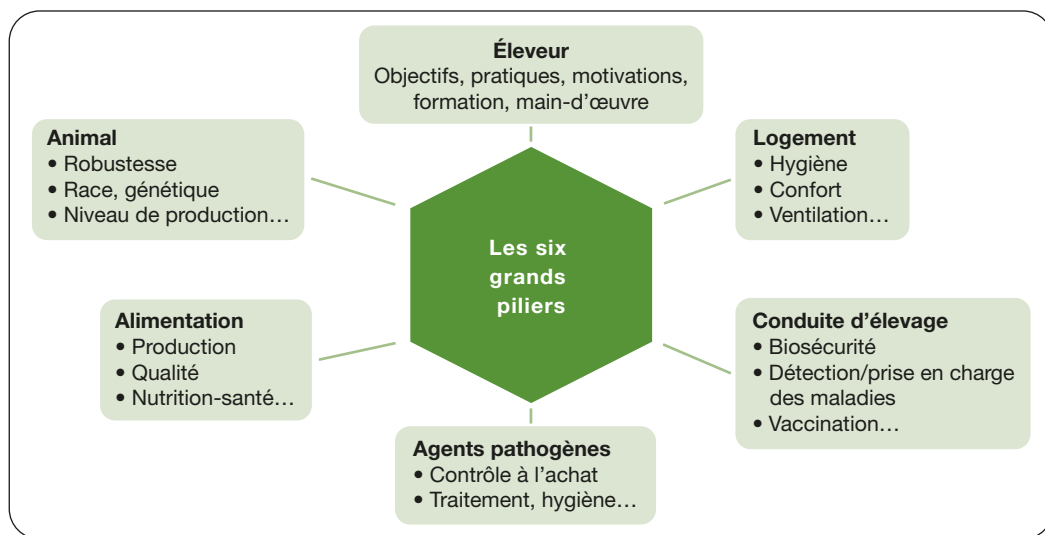 Éleveur
Objectifs, pratiques, motivations,
formation, main-d’œuvre
Animal
• Robustesse
• Race, génétique
• Niveau de production…
Logement
• Hygiène
• Confort
• Ventilation…
Les six
grands
piliers
Alimentation
• Production
• Qualité
• Nutrition-santé…
Conduite d’élevage
• Biosécurité
• Détection/prise en charge
des maladies
• Vaccination…
Agents pathogènes
• Contrôle à l’achat
• Traitement, hygiène…